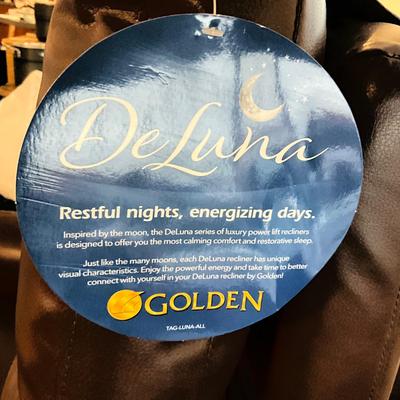 DeLuna
Restful nights, energizing days.
Inspired by the moon, the DeLuna series of luxury power lift recliners
is designed to offer you the most calming comfort and restorative sleep.
Just like the many moons, each DeLuna recliner has unique
visual characteristics. Enjoy the powerful energy and take time to better
connect with yourself in your DeLuna recliner by Golden!
GOLDEN
TAG-LUNA-ALL